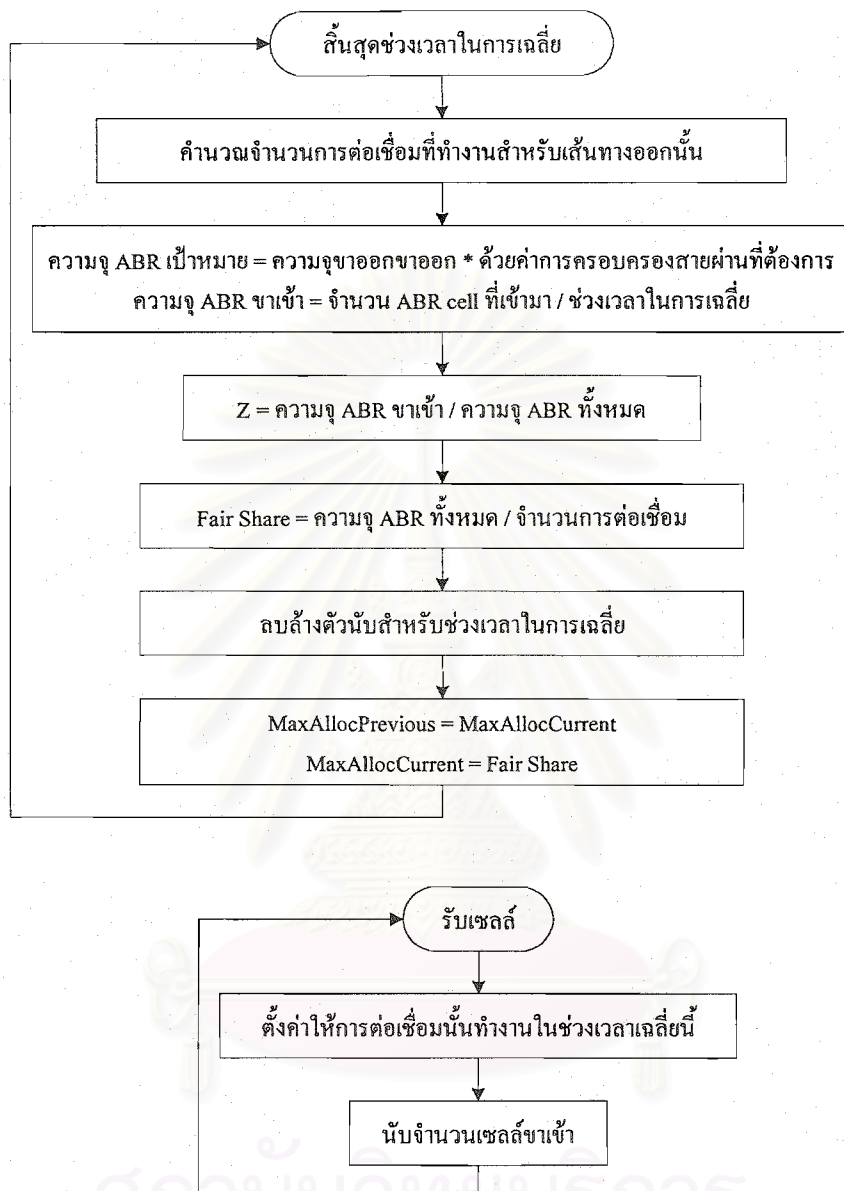 สิ้นสุดช่วงเวลาในการเฉลี่ย
คำนวณจำนวนการต่อเชื่อมที่ทำงานสำหรับเส้นทางออกนั้น
ความจุ ABR เป้าหมาย = ความจุขาออกขาออก * ด้วยค่าการครอบครองสายผ่านที่ต้องการ
ความจุ ABR ขาเข้า = จำนวน ABR cell ที่เข้ามา / ช่วงเวลาในการเฉลี่ย
Z = ความจุ ABR ขาเข้า / ความจุ ABR ทั้งหมด
Fair Share = ความจุ ABR ทั้งหมด / จำนวนการต่อเชื่อม
ลบล้างตัวนับสำหรับช่วงเวลาในการเฉลี่ย
MaxAllocPrevious = MaxAllocCurrent
MaxAllocCurrent = Fair Share
รับเซลล์
ตั้งค่าให้การต่อเชื่อมนั้นทำงานในช่วงเวลาเฉลี่ยนี้
นับจำนวนเซลล์ขาเข้า